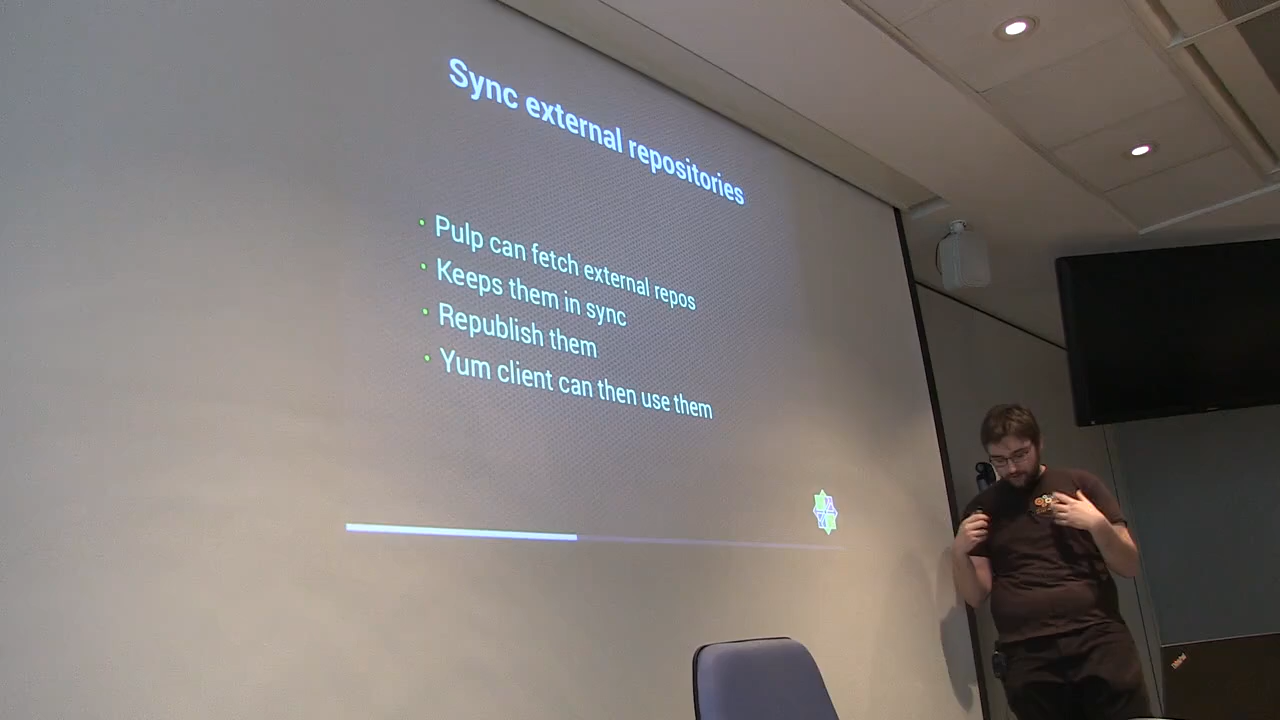 Sync external repositories
Pulp can fetch external repos
Keeps them in sync
Republish them
Yum client can then use them
ThinkPad